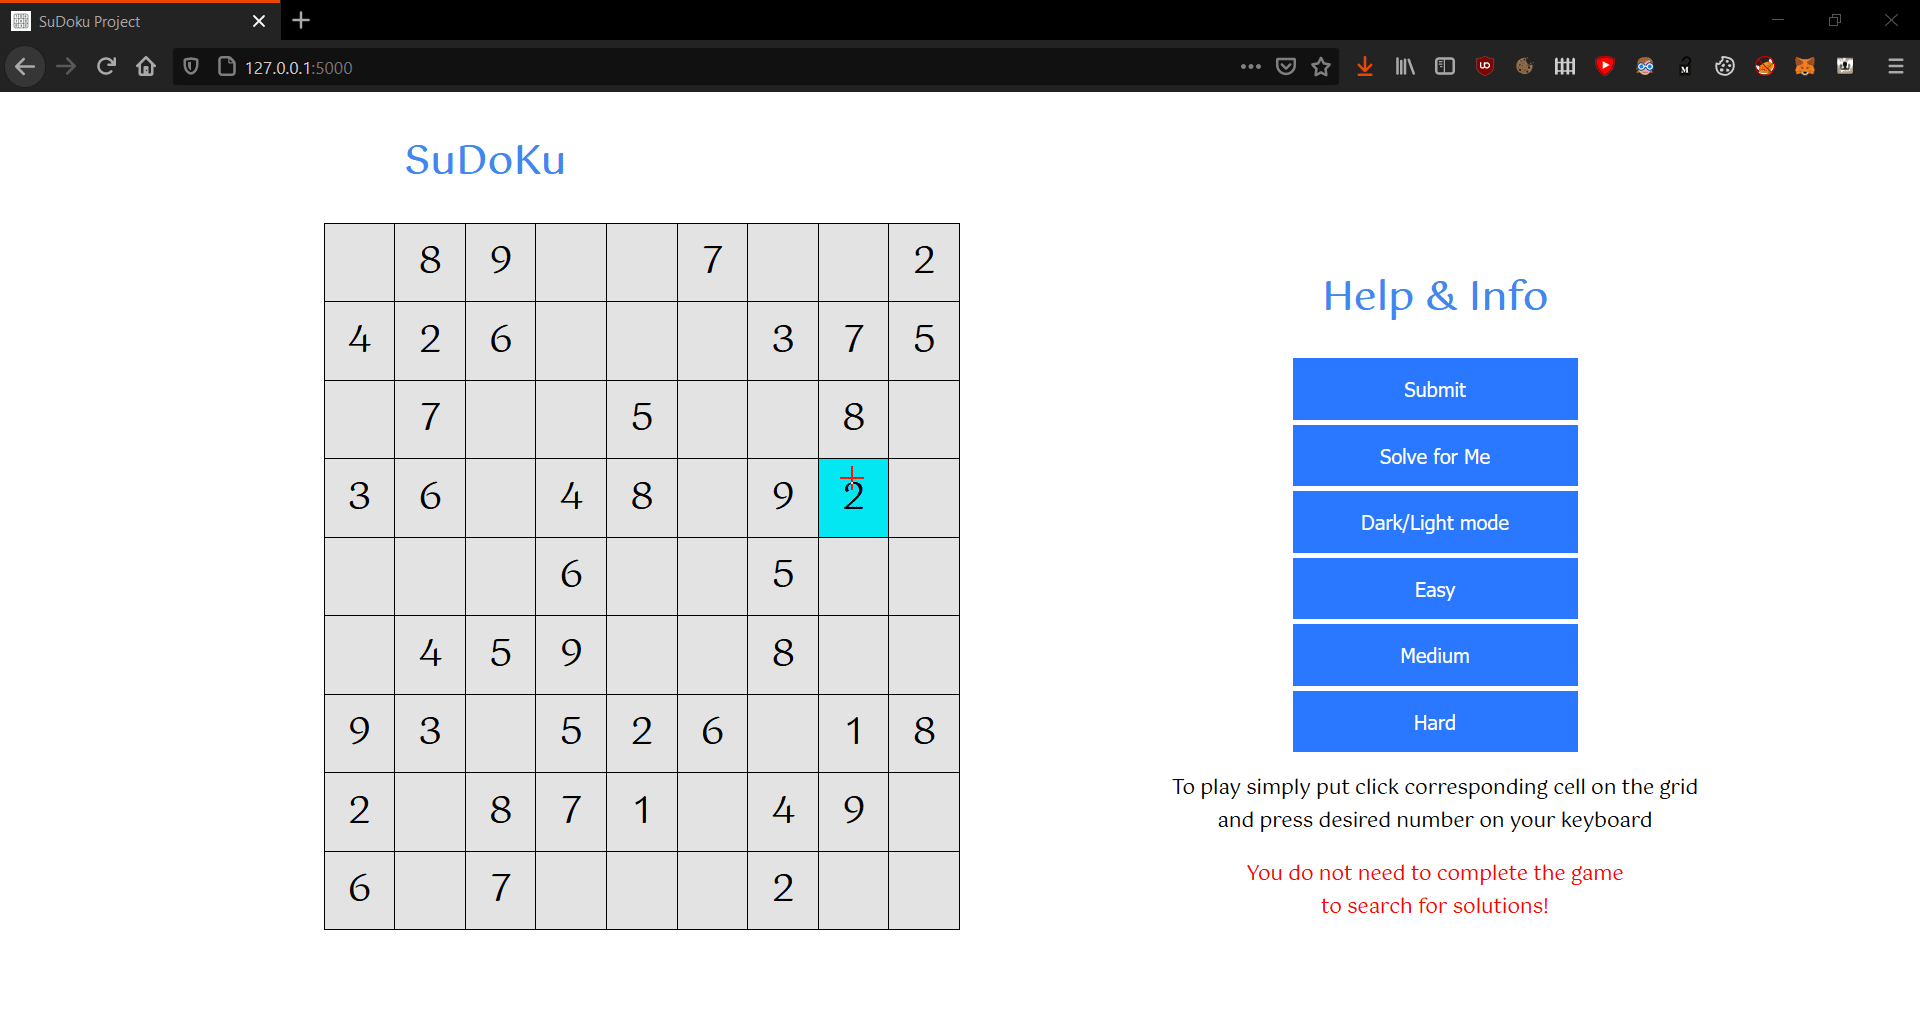 SuDoku Project
127.0.0.1:5000
SuDoKu
8 9 7 2
4 2 6 3 7 5
7 5 8
3 6 4 8 9 2
6 5
4 5 9 8
9 3 5 2 6 1 8
2 8 7 1 4 9
6 7 2
Help & Info
Submit
Solve for Me
Dark/Light mode
Easy
Medium
Hard
To play simply put click corresponding cell on the grid
and press desired number on your keyboard
You do not need to complete the game
to search for solutions!